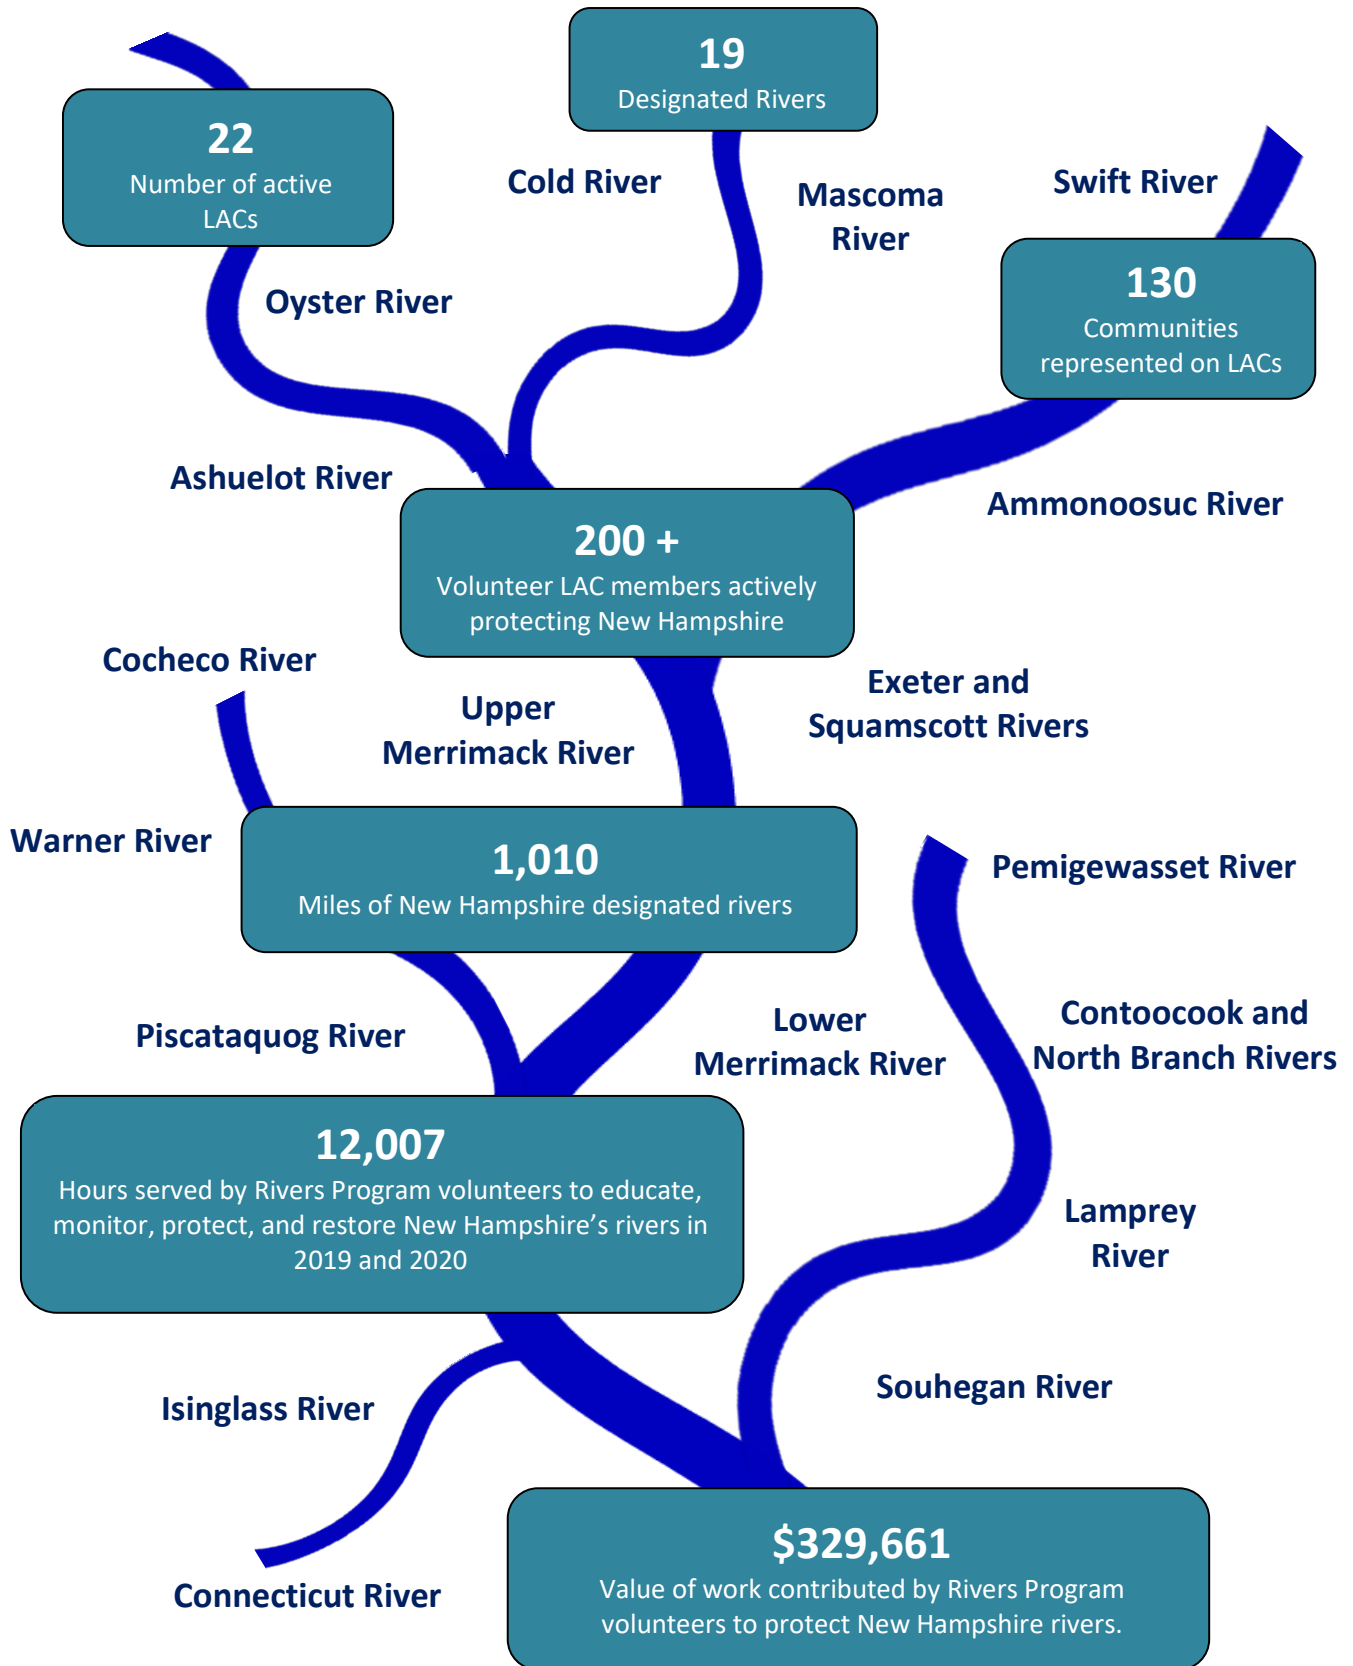 19
Designated Rivers
22
Number of active
LACs
Cold River
Mascoma
River
Swift River
130
Communities
represented on LACs
Oyster River
Ashuelot River
Ammonoosuc River
200 +
Volunteer LAC members actively
protecting New Hampshire
Cocheco River
Upper
Merrimack River
Exeter and
Squamscott Rivers
Warner River
1,010
Miles of New Hampshire designated rivers
Pemigewasset River
Piscataquog River
Lower
Merrimack River
Contoocook and
North Branch Rivers
12,007
Hours served by Rivers Program volunteers to educate,
monitor, protect, and restore New Hampshire’s rivers in
2019 and 2020
Lamprey
River
Isinglass River
Souhegan River
Connecticut River
$329,661
Value of work contributed by Rivers Program
volunteers to protect New Hampshire rivers.